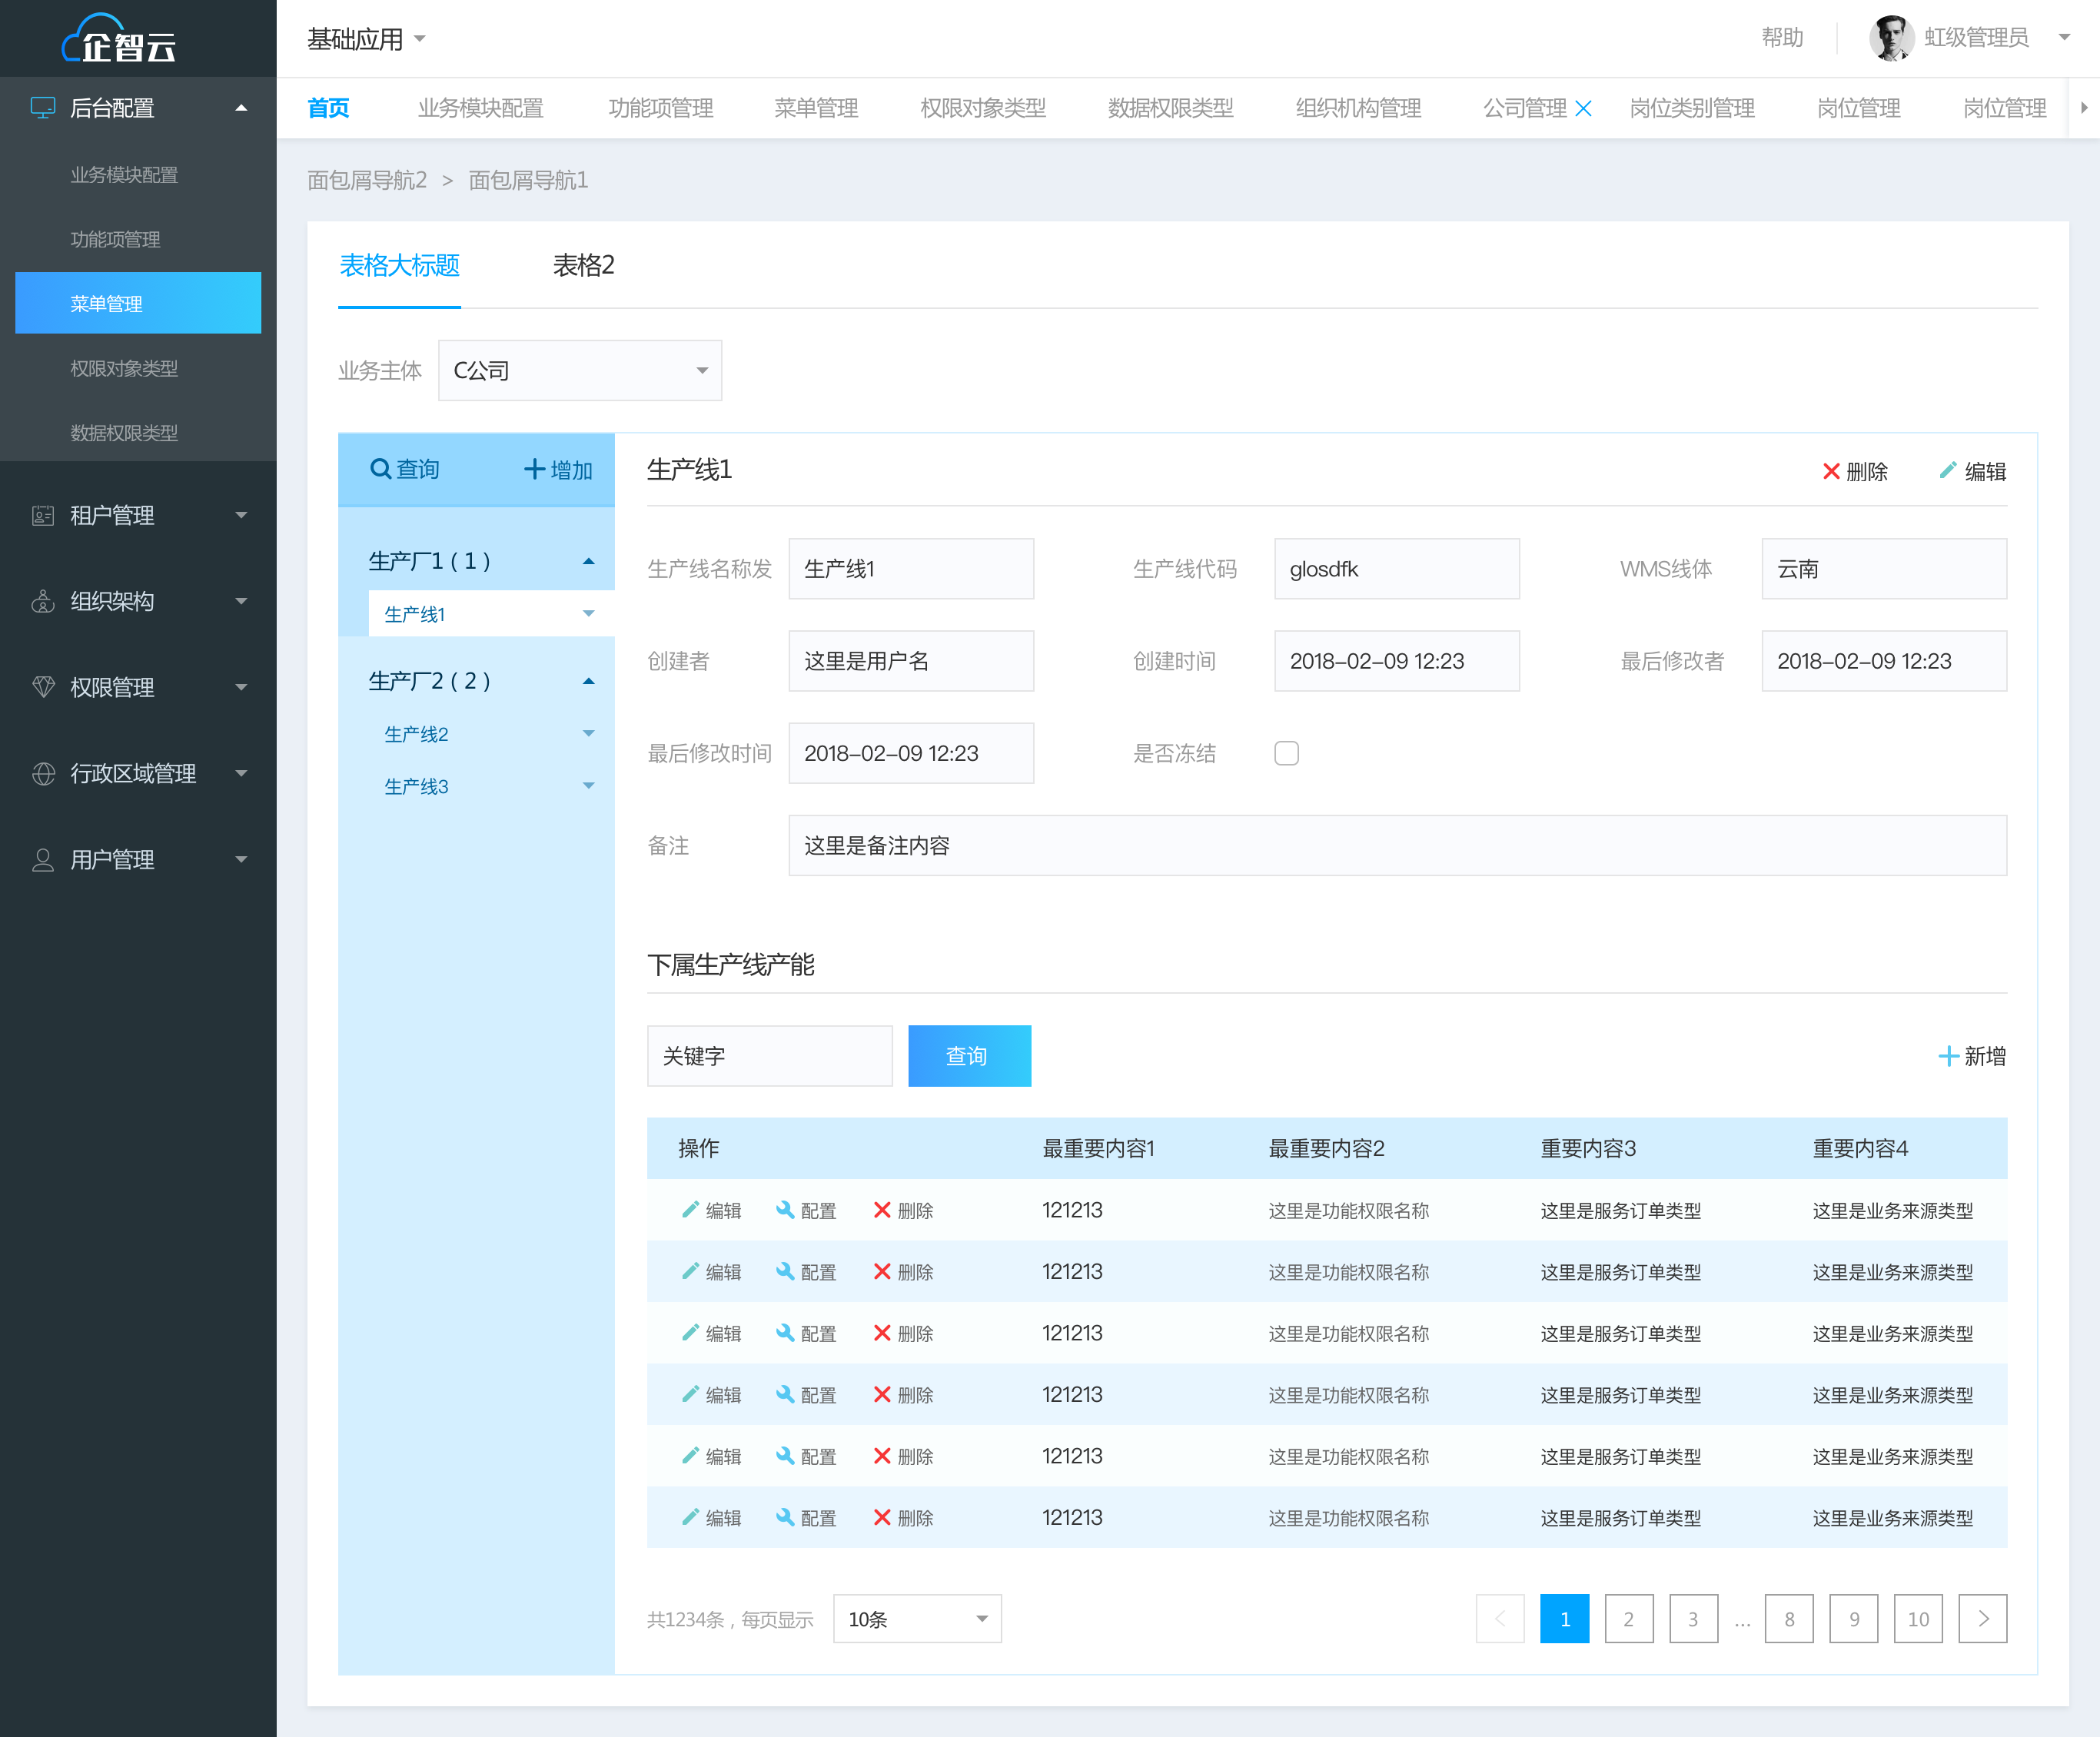 企智云
基础应用
帮助
虹级管理员
后台配置
业务模块配置
功能项管理
菜单管理
权限对象类型
数据权限类型
租户管理
组织架构
权限管理
行政区域管理
用户管理
首页 业务模块配置 功能项管理 菜单管理 权限对象类型 数据权限类型 组织机构管理 公司管理 岗位类别管理 岗位管理 岗位管理
面包屑导航2 > 面包屑导航1
表格大标题 表格2
业务主体 C公司
查询 增加
生产厂1 ( 1 )
生产线1
生产厂2 ( 2 )
生产线2
生产线3
生产线1 删除 编辑
生产线名称发 生产线1 生产线代码 glosdfk WMS线体 云南
创建者 这里是用户名 创建时间 2018-02-09 12:23 最后修改者 2018-02-09 12:23
最后修改时间 2018-02-09 12:23 是否冻结
备注 这里是备注内容
下属生产线产能
关键字 查询 新增
操作 最重要内容1 最重要内容2 重要内容3 重要内容4
编辑 配置 删除 121213 这里是功能权限名称 这里是服务订单类型 这里是业务来源类型
编辑 配置 删除 121213 这里是功能权限名称 这里是服务订单类型 这里是业务来源类型
编辑 配置 删除 121213 这里是功能权限名称 这里是服务订单类型 这里是业务来源类型
编辑 配置 删除 121213 这里是功能权限名称 这里是服务订单类型 这里是业务来源类型
编辑 配置 删除 121213 这里是功能权限名称 这里是服务订单类型 这里是业务来源类型
编辑 配置 删除 121213 这里是功能权限名称 这里是服务订单类型 这里是业务来源类型
共1234条，每页显示 10条 < 1 2 3 ... 8 9 10 >